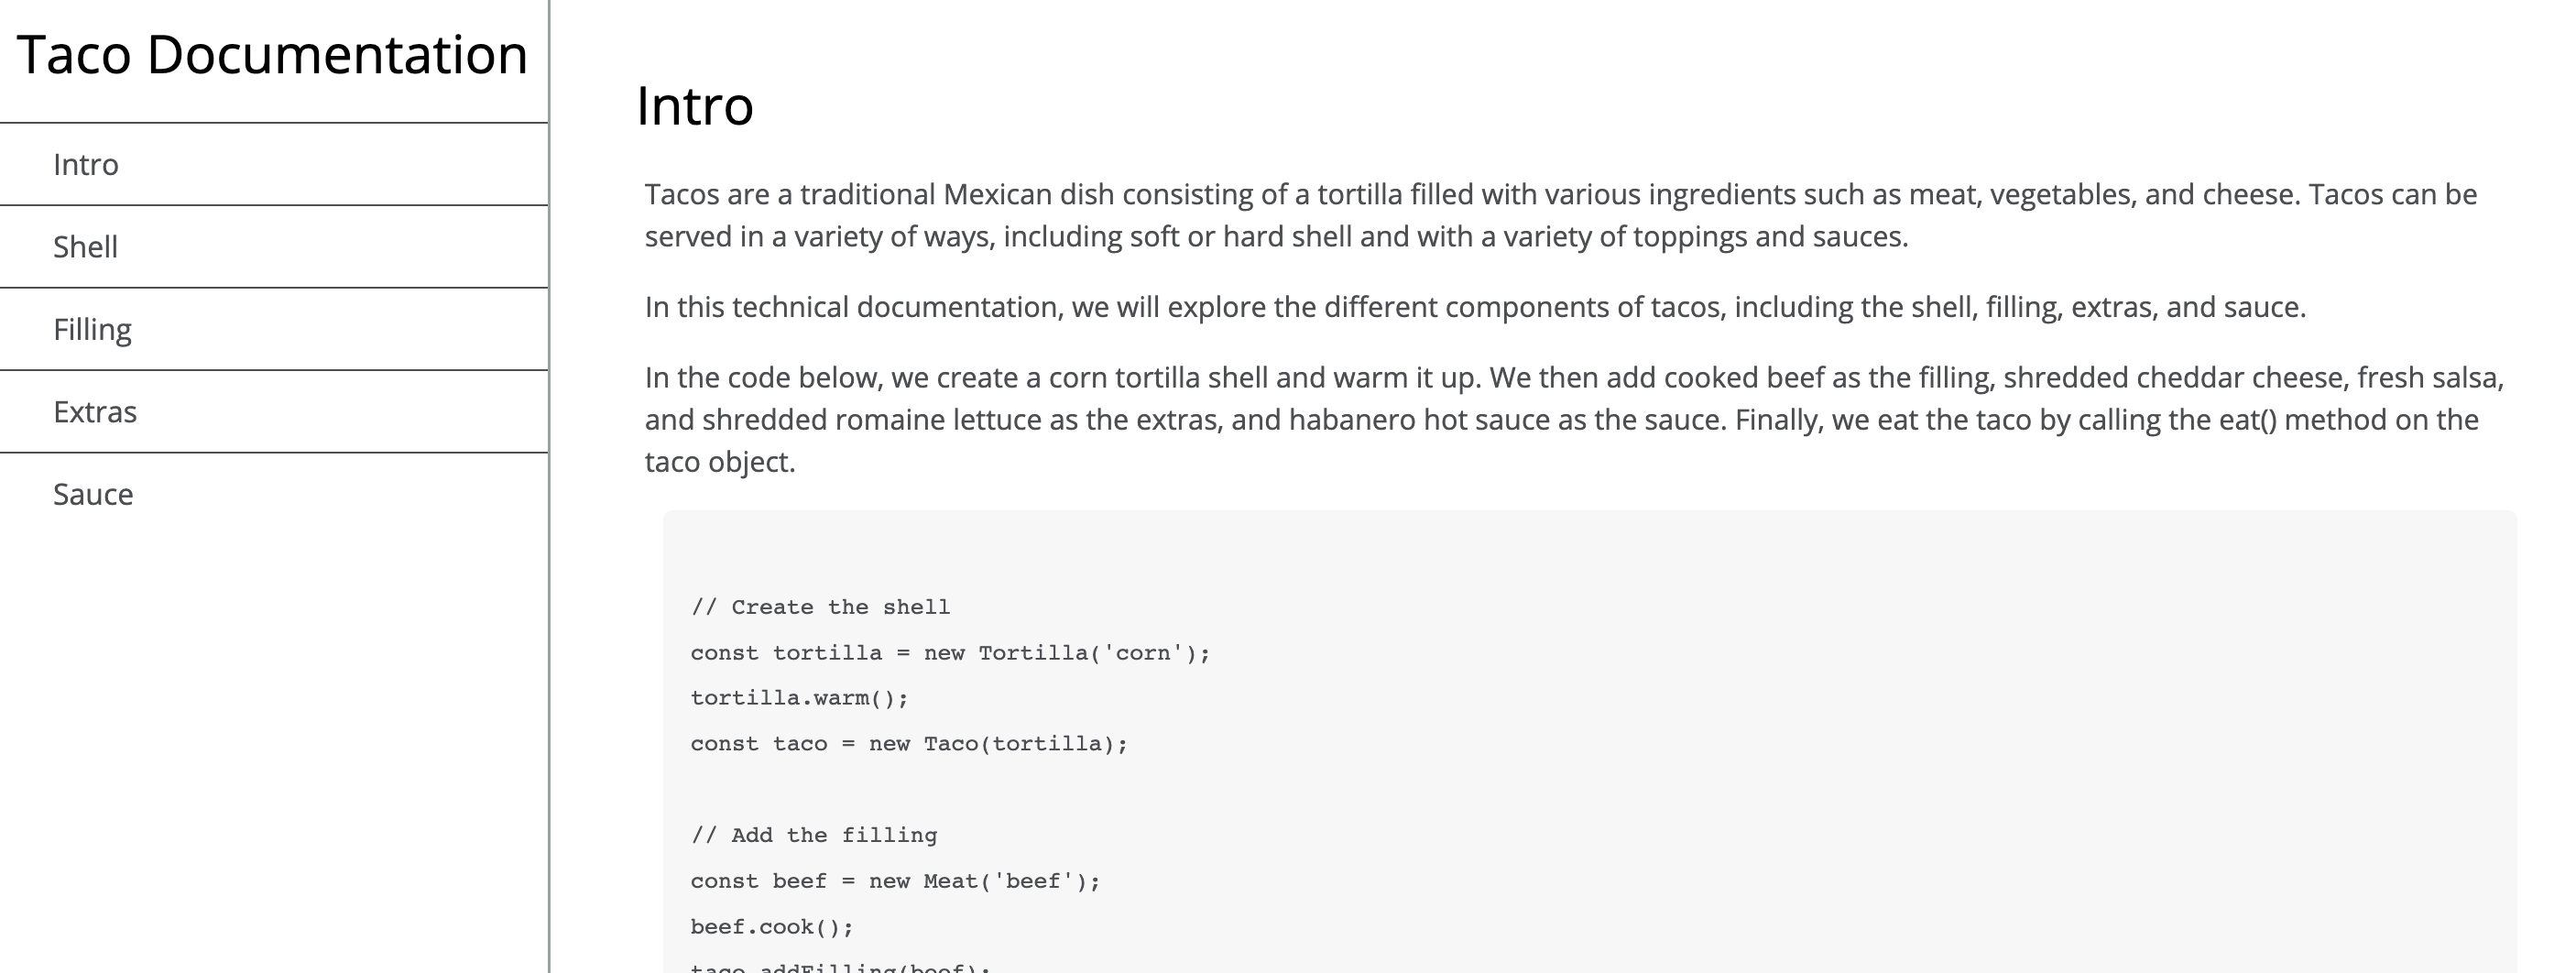 Taco Documentation
Intro
Shell
Filling
Extras
Sauce
Intro
Tacos are a traditional Mexican dish consisting of a tortilla filled with various ingredients such as meat, vegetables, and cheese. Tacos can be
served in a variety of ways, including soft or hard shell and with a variety of toppings and sauces.
In this technical documentation, we will explore the different components of tacos, including the shell, filling, extras, and sauce.
In the code below, we create a corn tortilla shell and warm it up. We then add cooked beef as the filling, shredded cheddar cheese, fresh salsa,
and shredded romaine lettuce as the extras, and habanero hot sauce as the sauce. Finally, we eat the taco by calling the eat() method on the
taco object.
// Create the shell
const tortilla = new Tortilla('corn');
tortilla.warm();
const taco = new Taco(tortilla);
// Add the filling
const beef = new Meat('beef');
beef.cook();
taco.addFilling(beef);